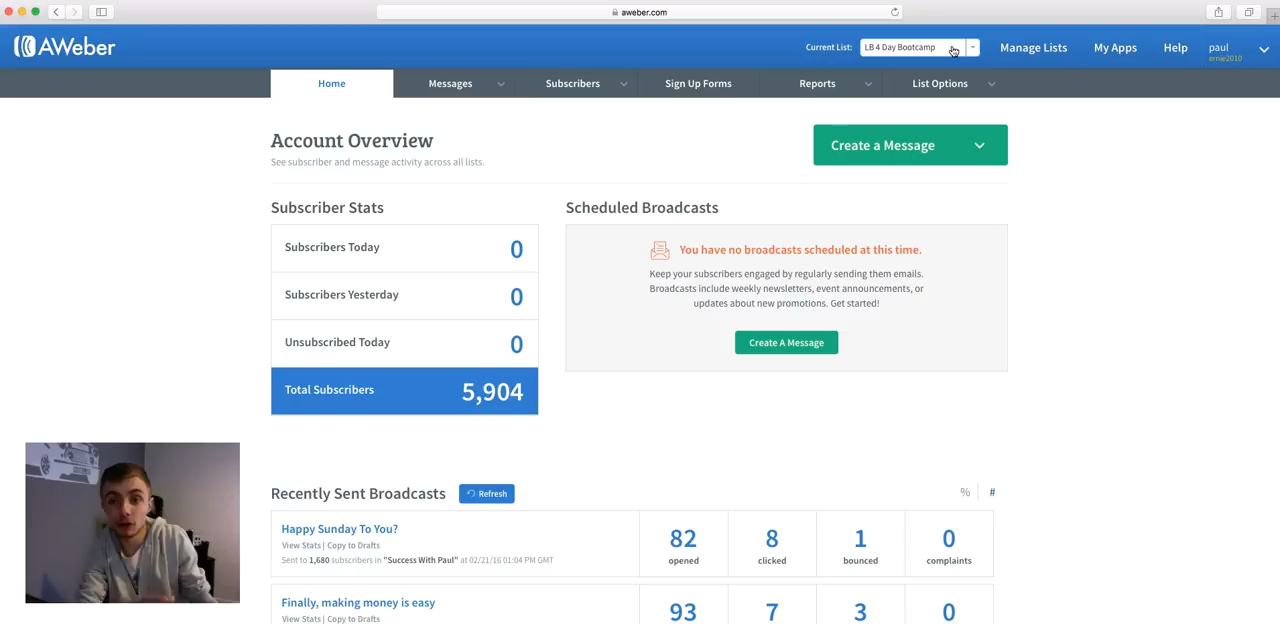 aweber.com
AWeber
Current List:
LB 4 Day Bootcamp
Manage Lists
My Apps
Help
paul
ernie2010
Home
Messages
Subscribers
Sign Up Forms
Reports
List Options
Account Overview
See subscriber and message activity across all lists.
Create a Message
Subscriber Stats
Subscribers Today 0
Subscribers Yesterday 0
Unsubscribed Today 0
Total Subscribers 5,904
Scheduled Broadcasts
You have no broadcasts scheduled at this time.
Keep your subscribers engaged by regularly sending them emails.
Broadcasts include weekly newsletters, event announcements, or
updates about new promotions. Get started!
Create A Message
Recently Sent Broadcasts
Refresh
% | #
Happy Sunday To You?
View Stats | Copy to Drafts
Sent to 1,680 subscribers in "Success With Paul" at 02/21/16 01:04 PM GMT
82 8 1 0
opened clicked bounced complaints
Finally, making money is easy
View Stats | Copy to Drafts
93 7 3 0